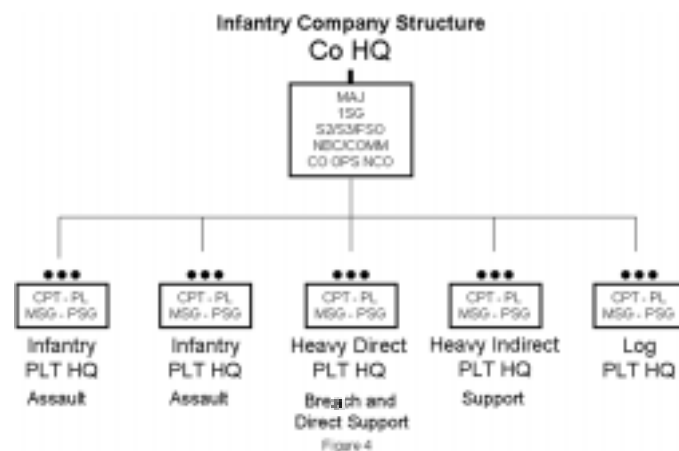 Infantry Company Structure
Co HQ
MAJ
1SG
S2/S3/FSO
NBC/COMM
CO OPS NCO
CPT - PL
MSG - PSG
Infantry
PLT HQ
Assault
CPT - PL
MSG - PSG
Infantry
PLT HQ
Assault
CPT - PL
MSG - PSG
Heavy Direct
PLT HQ
Breach and
Direct Support
CPT - PL
MSG - PSG
Heavy Indirect
PLT HQ
Support
CPT - PL
MSG - PSG
Log
PLT HQ
Figure 4